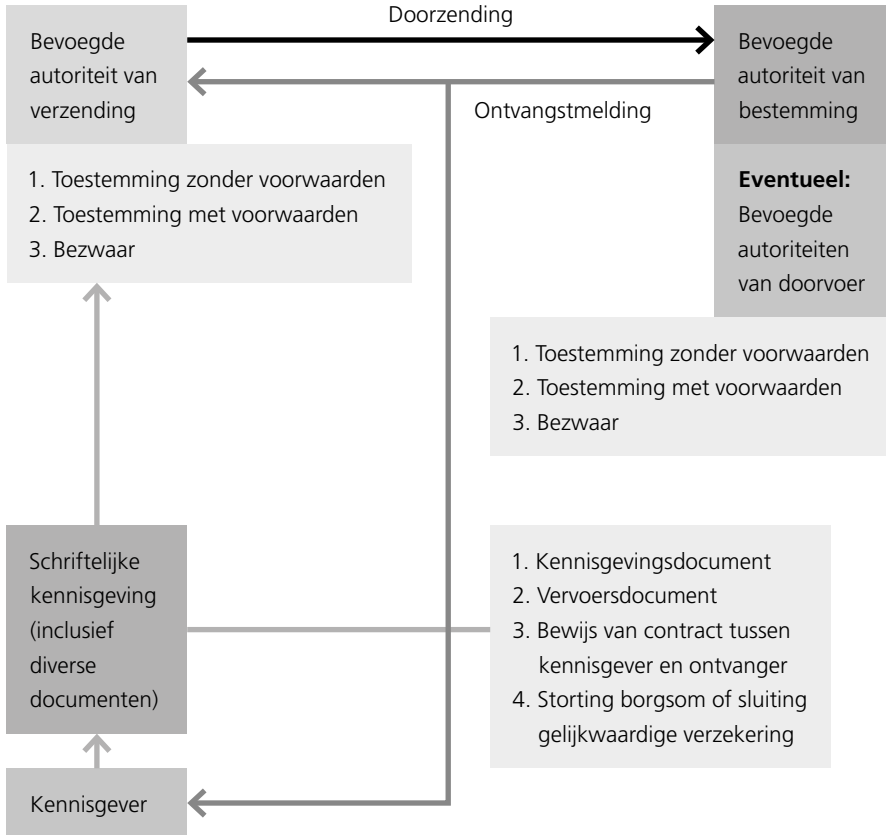 Doorzending
Bevoegde
autoriteit van
verzending
Bevoegde
autoriteit van
bestemming
Ontvangstmelding
1. Toestemming zonder voorwaarden
2. Toestemming met voorwaarden
3. Bezwaar
Eventueel:
Bevoegde
autoriteiten
van doorvoer
1. Toestemming zonder voorwaarden
2. Toestemming met voorwaarden
3. Bezwaar
Schriftelijke
kennisgeving
(inclusief
diverse
documenten)
1. Kennisgevingsdocument
2. Vervoersdocument
3. Bewijs van contract tussen
kennisgever en ontvanger
4. Storting borgsom of sluiting
gelijkwaardige verzekering
Kennisgever